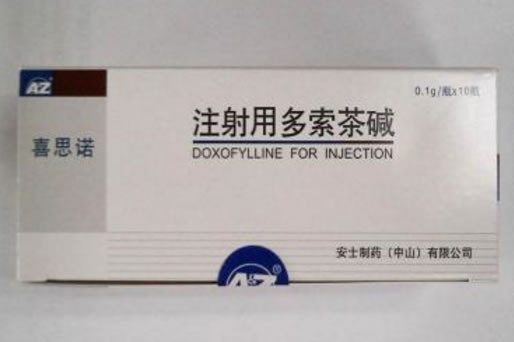 AZ
0.1g/瓶x10瓶
喜思诺
注射用多索茶碱
DOXOFYLLINE FOR INJECTION
安士制药(中山)有限公司
AZ